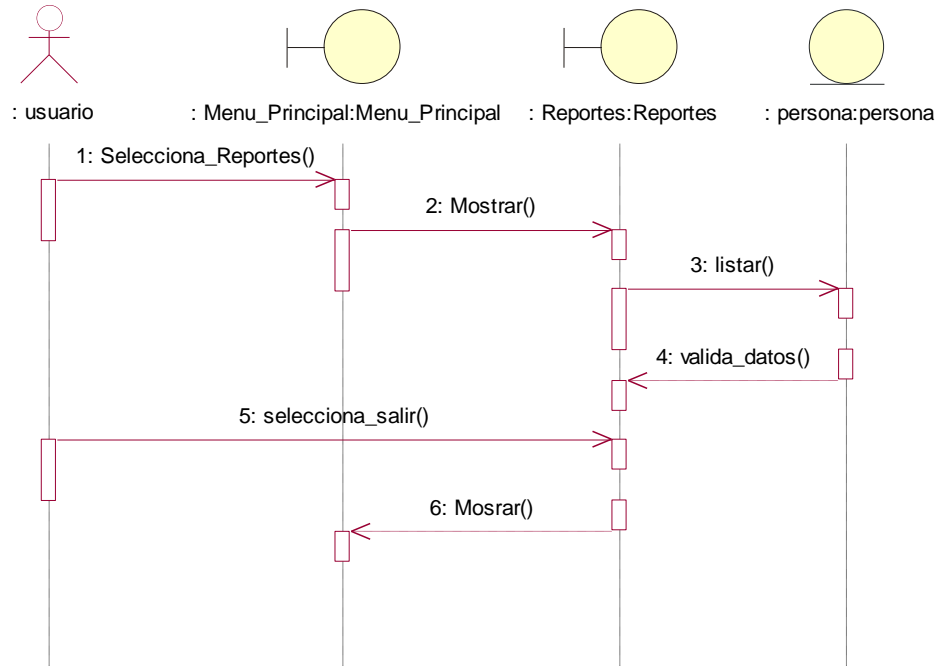 : usuario
: Menu_Principal:Menu_Principal
: Reportes:Reportes
: persona:persona
1: Selecciona_Reportes()
2: Mostrar()
3: listar()
4: valida_datos()
5: selecciona_salir()
6: Mosrar()